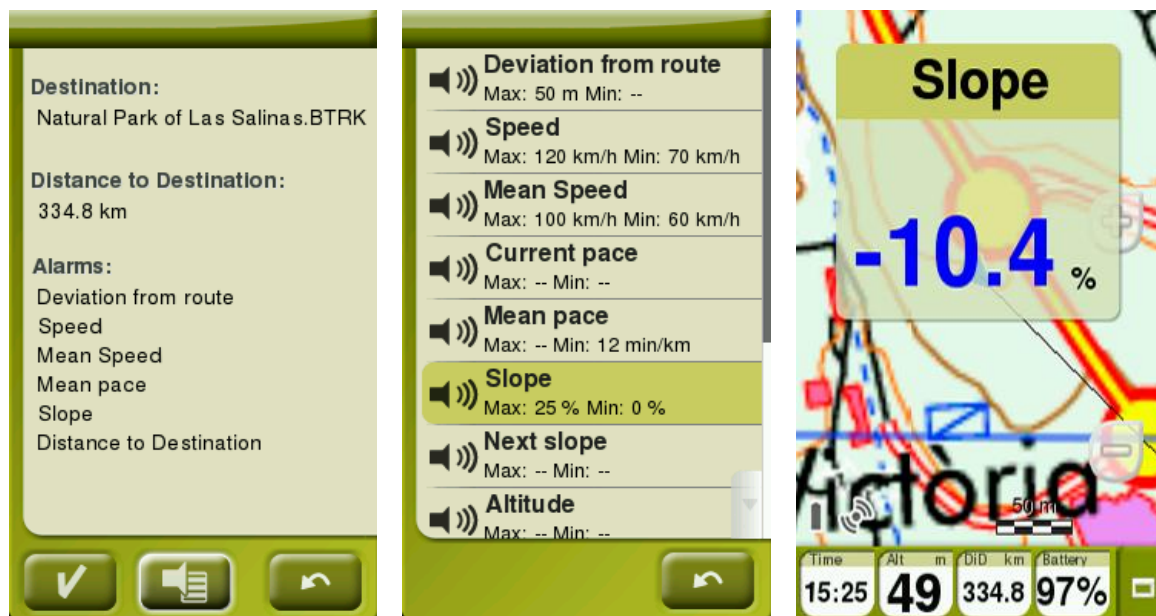 Destination:
Natural Park of Las Salinas.BTRK
Distance to Destination:
334.8 km
Alarms:
Deviation from route
Speed
Mean Speed
Mean pace
Slope
Distance to Destination
Deviation from route
Max: 50 m Min: --
Speed
Max: 120 km/h Min: 70 km/h
Mean Speed
Max: 100 km/h Min: 60 km/h
Current pace
Max: -- Min: --
Mean pace
Max: -- Min: 12 min/km
Slope
Max: 25 % Min: 0 %
Next slope
Max: -- Min: --
Altitude
Max: -- Min: --
Slope
-10.4 %
Victòria
50 m
Time Alt m DiD km Battery
15:25 49 334.8 97%